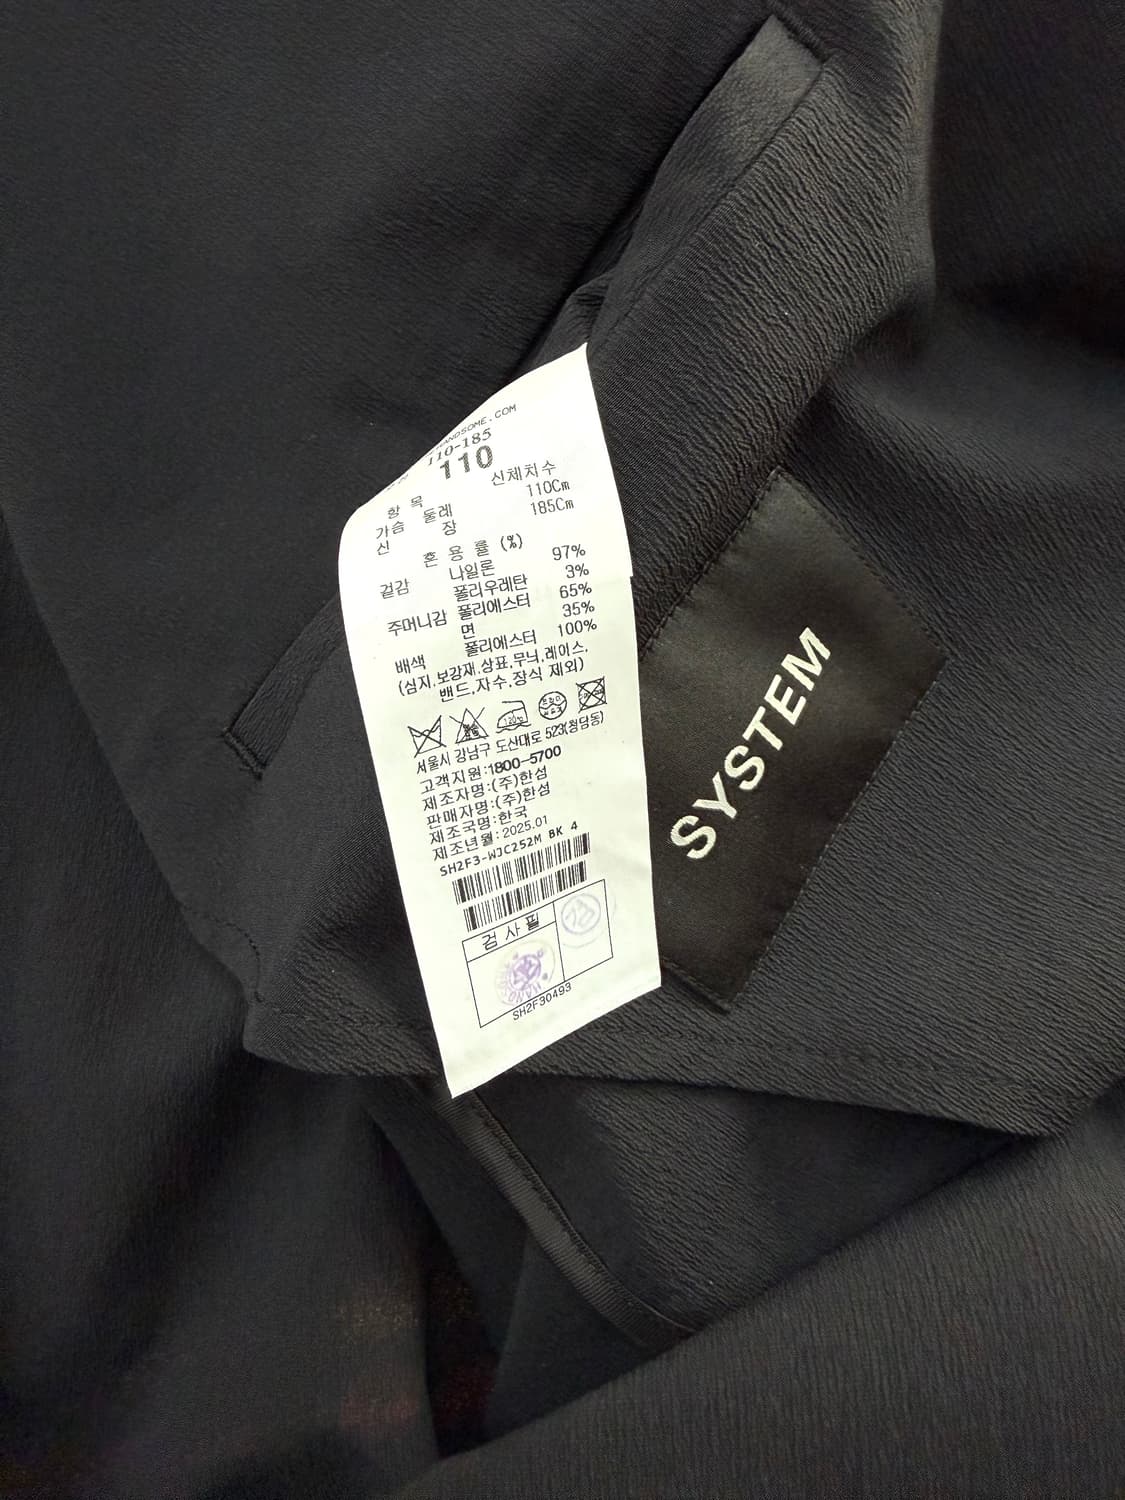 HANDSOME.COM
110-185
110
항 목 신체치수
가슴 둘레 110Cm
신 장 185Cm
혼 용 률 (%)
겉감 나일론 97%
폴리우레탄 3%
주머니감 폴리에스터 65%
면 35%
배색 폴리에스터 100%
(심지,보강재,상표,무늬,레이스,
밴드,자수,장식 제외)
120℃
드라이
서울시 강남구 도산대로 523(청담동)
고객지원:1800-5700
제조자명:(주)한섬
판매자명:(주)한섬
제조국명:한국
제조년월:2025.01
SH2F3-WJC252M BK 4
검 사 필
검
SH2F30493
SYSTEM